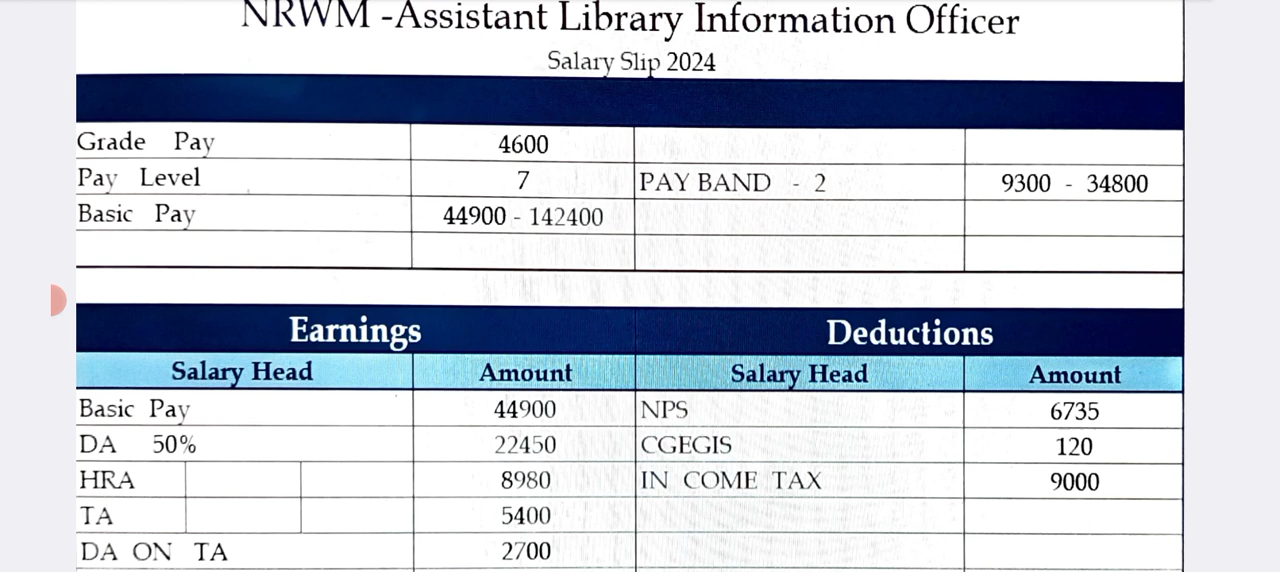 NRWM -Assistant Library Information Officer
Salary Slip 2024
Grade Pay 4600
Pay Level 7 PAY BAND - 2 9300 - 34800
Basic Pay 44900 - 142400
Earnings Deductions
Salary Head Amount Salary Head Amount
Basic Pay 44900 NPS 6735
DA 50% 22450 CGEGIS 120
HRA 8980 IN COME TAX 9000
TA 5400
DA ON TA 2700